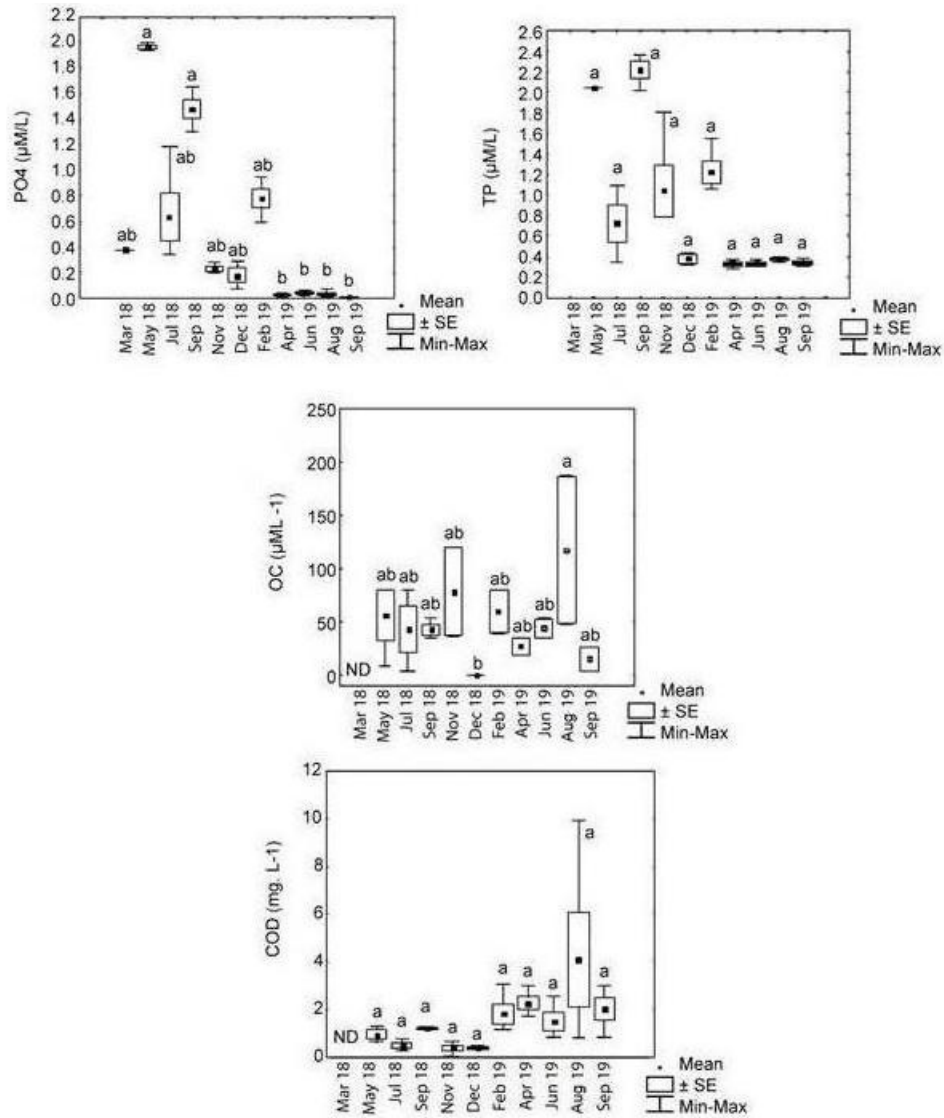 2.2
2.0
1.8
1.6
1.4
1.2
1.0
0.8
0.6
0.4
0.2
0.0
PO4 (µM/L)
a
a
ab
ab
ab
ab
ab
b
b
b
b
Mar 18
May 18
Jul 18
Sep 18
Nov 18
Dec 18
Feb 19
Apr 19
Jun 19
Aug 19
Sep 19
Mean
± SE
Min-Max
2.6
2.4
2.2
2.0
1.8
1.6
1.4
1.2
1.0
0.8
0.6
0.4
0.2
0.0
TP (µM/L)
a
a
a
a
a
a
a
a
a
a
Mar 18
May 18
Jul 18
Sep 18
Nov 18
Dec 18
Feb 19
Apr 19
Jun 19
Aug 19
Sep 19
Mean
± SE
Min-Max
250
200
150
100
50
0
OC (µML -1)
ND
ab
ab
ab
ab
b
ab
ab
ab
a
ab
Mar 18
May 18
Jul 18
Sep 18
Nov 18
Dec 18
Feb 19
Apr 19
Jun 19
Aug 19
Sep 19
Mean
± SE
Min-Max
12
10
8
6
4
2
0
COD (mg. L-1)
ND
a
a
a
a
a
a
a
a
a
a
Mar 18
May 18
Jul 18
Sep 18
Nov 18
Dec 18
Feb 19
Apr 19
Jun 19
Aug 19
Sep 19
Mean
± SE
Min-Max